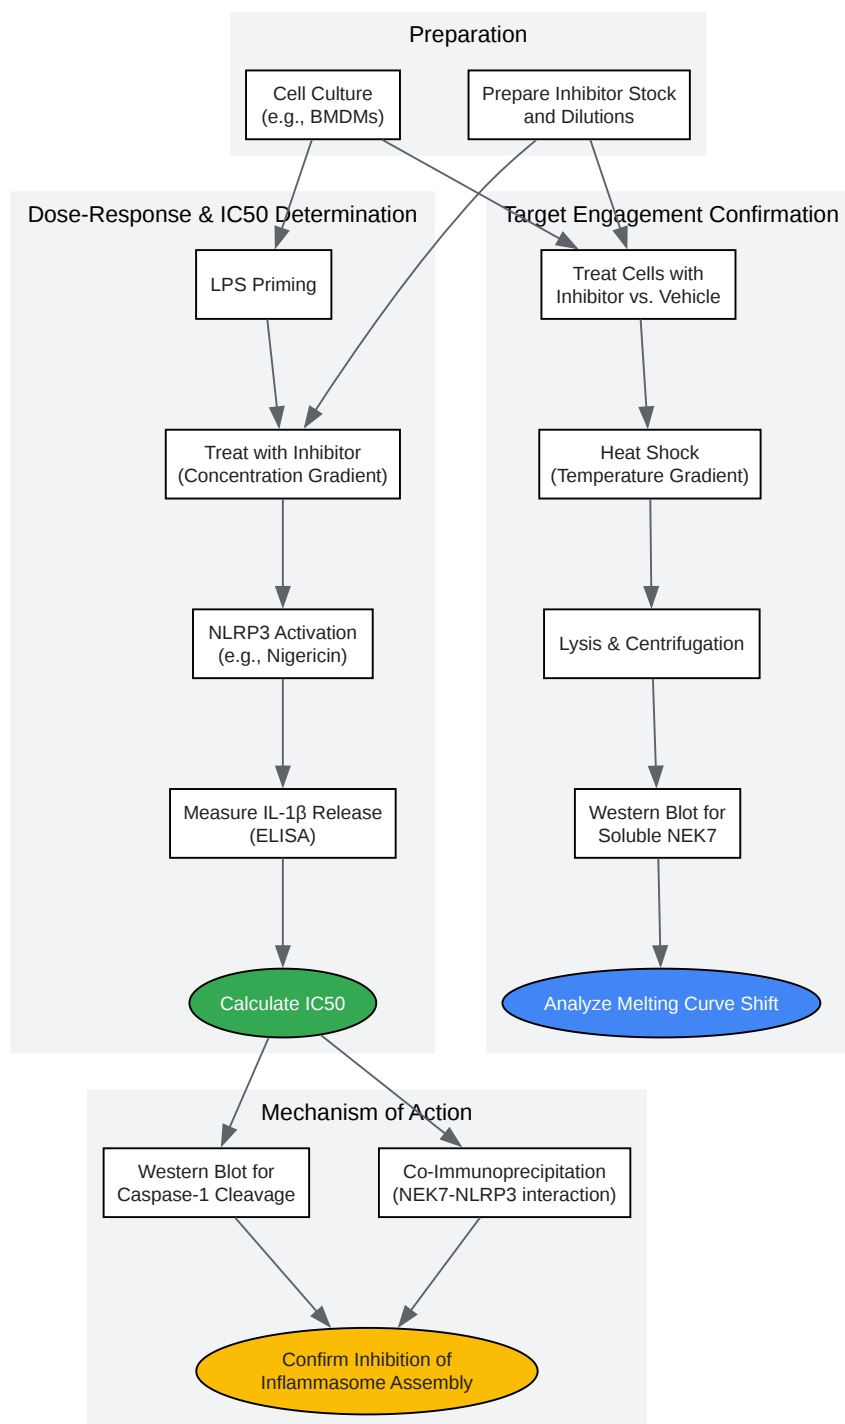 Preparation
Cell Culture
(e.g., BMDMs)
Prepare Inhibitor Stock
and Dilutions
Dose-Response & IC50 Determination
Target Engagement Confirmation
LPS Priming
Treat Cells with
Inhibitor vs. Vehicle
Treat with Inhibitor
(Concentration Gradient)
Heat Shock
(Temperature Gradient)
NLRP3 Activation
(e.g., Nigericin)
Lysis & Centrifugation
Measure IL-1β Release
(ELISA)
Western Blot for
Soluble NEK7
Calculate IC50
Analyze Melting Curve Shift
Mechanism of Action
Western Blot for
Caspase-1 Cleavage
Co-Immunoprecipitation
(NEK7-NLRP3 interaction)
Confirm Inhibition of
Inflammasome Assembly